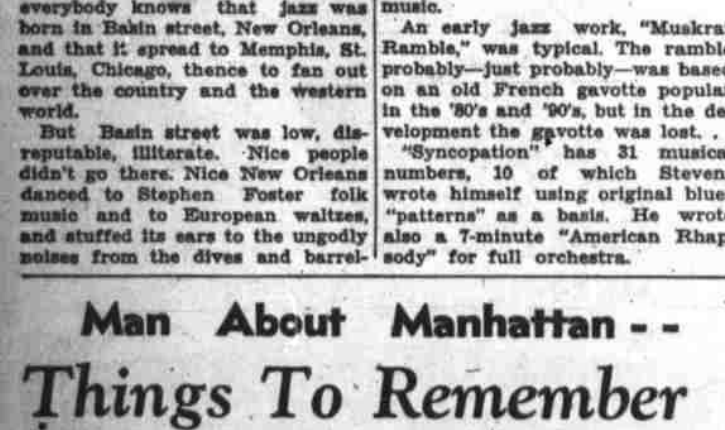 everybody knows that jazz was
born in Basin street, New Orleans,
and that it spread to Memphis, St.
Louis, Chicago, thence to fan out
over the country and the western
world.
But Basin street was low, dis-
reputable, illiterate. Nice people
didn't go there. Nice New Orleans
danced to Stephen Foster folk
music and to European waltzes,
and stuffed its ears to the ungodly
noises from the dives and barrel-
music.
An early jazz work, "Muskra
Ramble," was typical. The rambl
probably—just probably—was base
on an old French gavotte popula
in the '80's and '90's, but in the de
velopment the gavotte was lost. .
"Syncopation" has 31 musica
numbers, 10 of which Steven
wrote himself using original blue
"patterns" as a basis. He wrot
also a 7-minute "American Rhap
sody" for full orchestra.
Man About Manhattan - -
Things To Remember